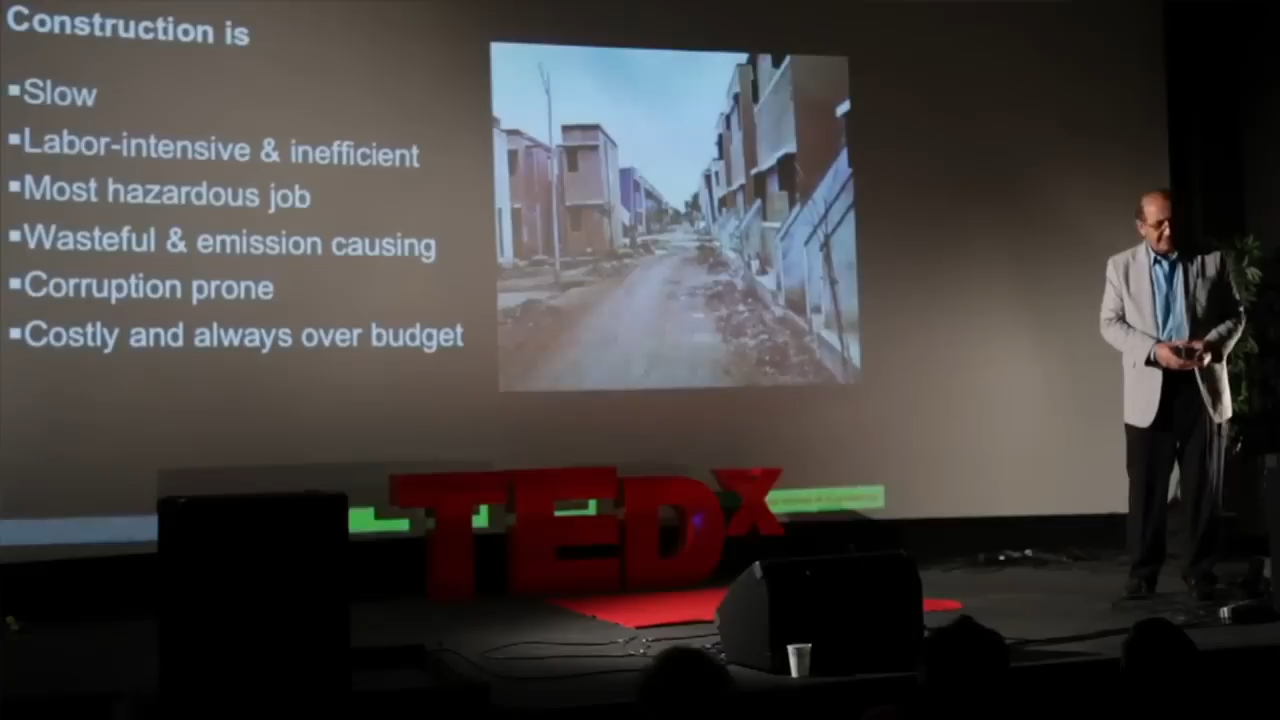 Construction is
▪Slow
▪Labor-intensive & inefficient
▪Most hazardous job
▪Wasteful & emission causing
▪Corruption prone
▪Costly and always over budget
TEDx